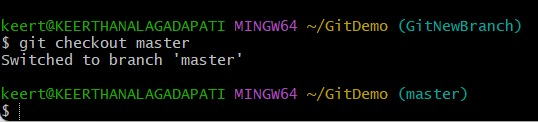 keert@KEERTHANALAGADAPATI MINGW64 ~/GitDemo (GitNewBranch)
$ git checkout master
Switched to branch 'master'
keert@KEERTHANALAGADAPATI MINGW64 ~/GitDemo (master)
$